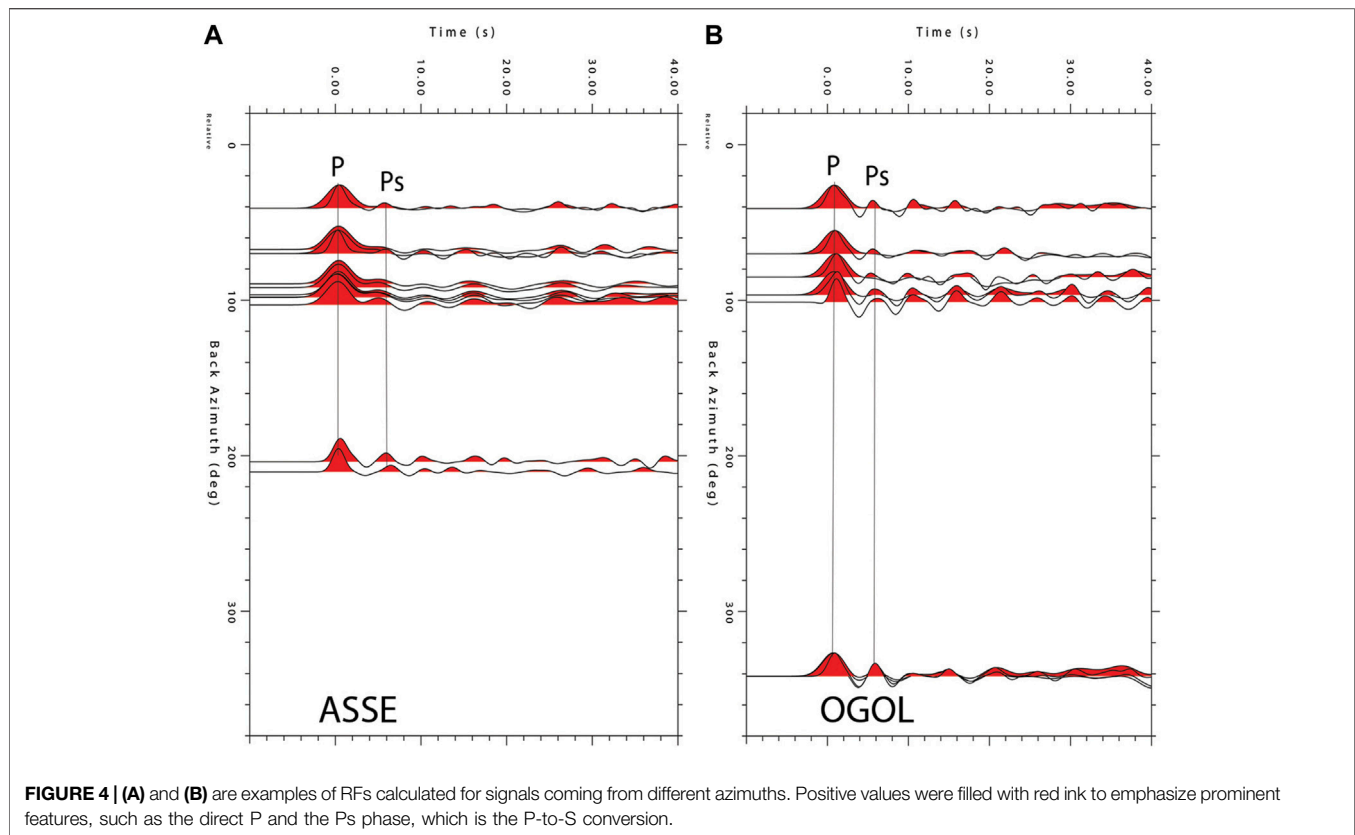 A
Time (s)
0.00
10.00
20.00
30.00
40.00
Relative
0
100
200
300
Back Azimuth (deg)
P
Ps
ASSE
B
Time (s)
0.00
10.00
20.00
30.00
40.00
Relative
0
100
200
300
Back Azimuth (deg)
P
Ps
OGOL
FIGURE 4 | (A) and (B) are examples of RFs calculated for signals coming from different azimuths. Positive values were filled with red ink to emphasize prominent
features, such as the direct P and the Ps phase, which is the P-to-S conversion.